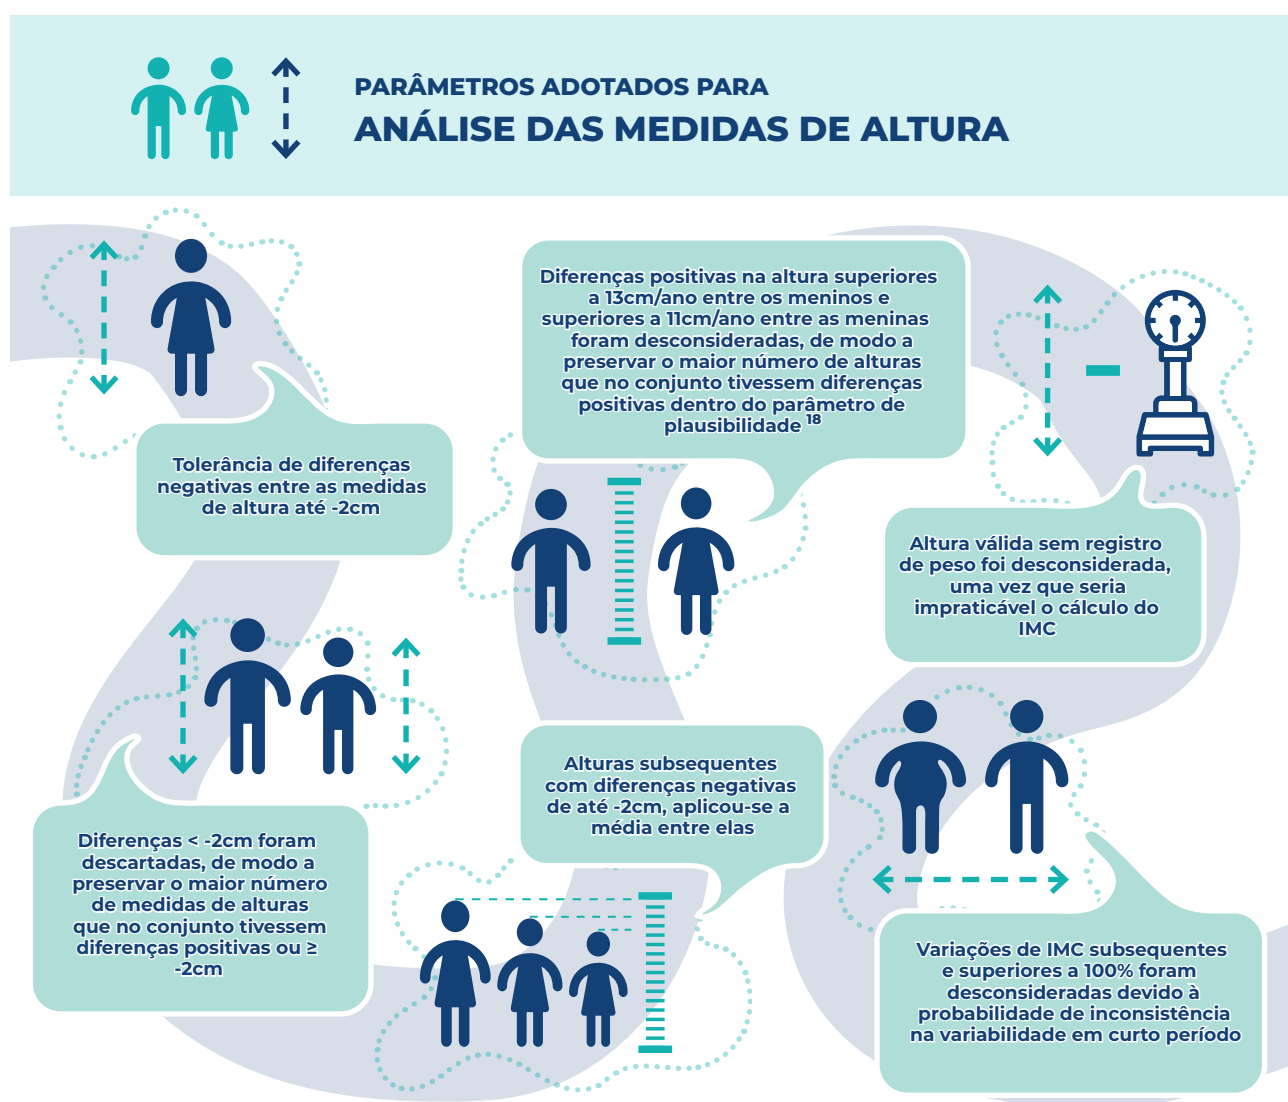 PARÂMETROS ADOTADOS PARA
ANÁLISE DAS MEDIDAS DE ALTURA
Tolerância de diferenças
negativas entre as medidas
de altura até -2cm
Diferenças < -2cm foram
descartadas, de modo a
preservar o maior número
de medidas de alturas
que no conjunto tivessem
diferenças positivas ou ≥
-2cm
Alturas subsequentes
com diferenças negativas
de até -2cm, aplicou-se a
média entre elas
Diferenças positivas na altura superiores
a 13cm/ano entre os meninos e
superiores a 11cm/ano entre as meninas
foram desconsideradas, de modo a
preservar o maior número de alturas
que no conjunto tivessem diferenças
positivas dentro do parâmetro de
plausibilidade 18
Altura válida sem registro
de peso foi desconsiderada,
uma vez que seria
impraticável o cálculo do
IMC
Variações de IMC subsequentes
e superiores a 100% foram
desconsideradas devido à
probabilidade de inconsistência
na variabilidade em curto período